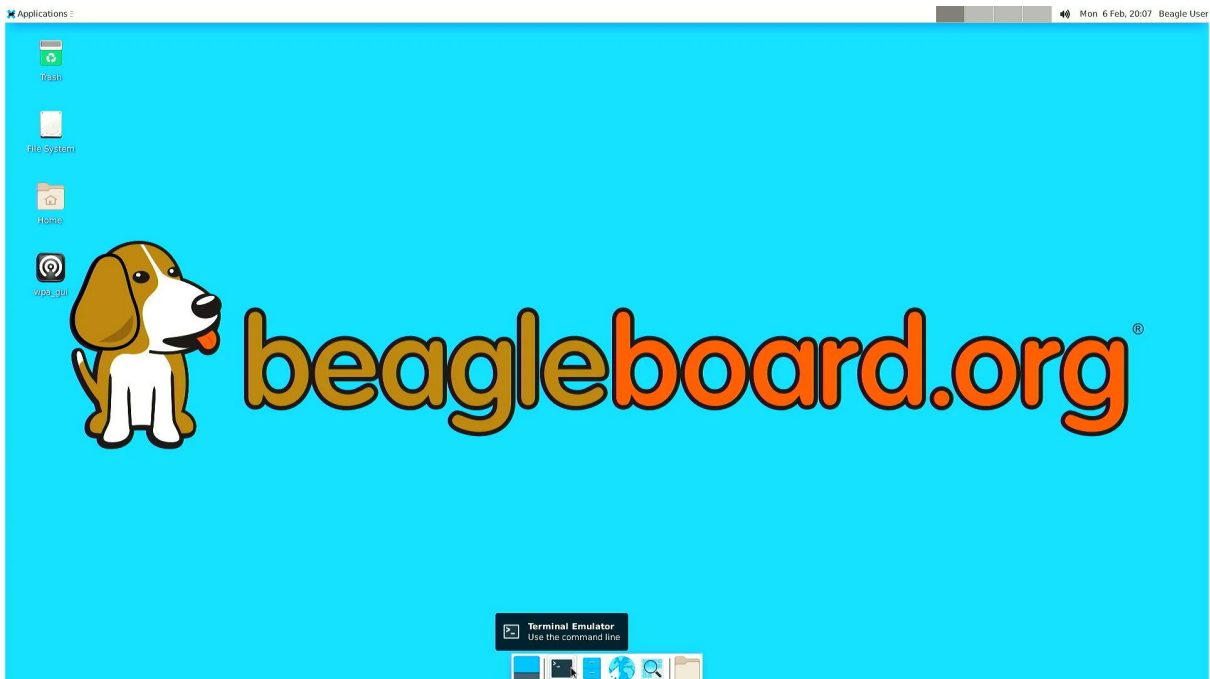 Applications
Mon 6 Feb, 20:07 Beagle User
Trash
File System
Home
wpa_gui
beagleboard.org®
Terminal Emulator
Use the command line